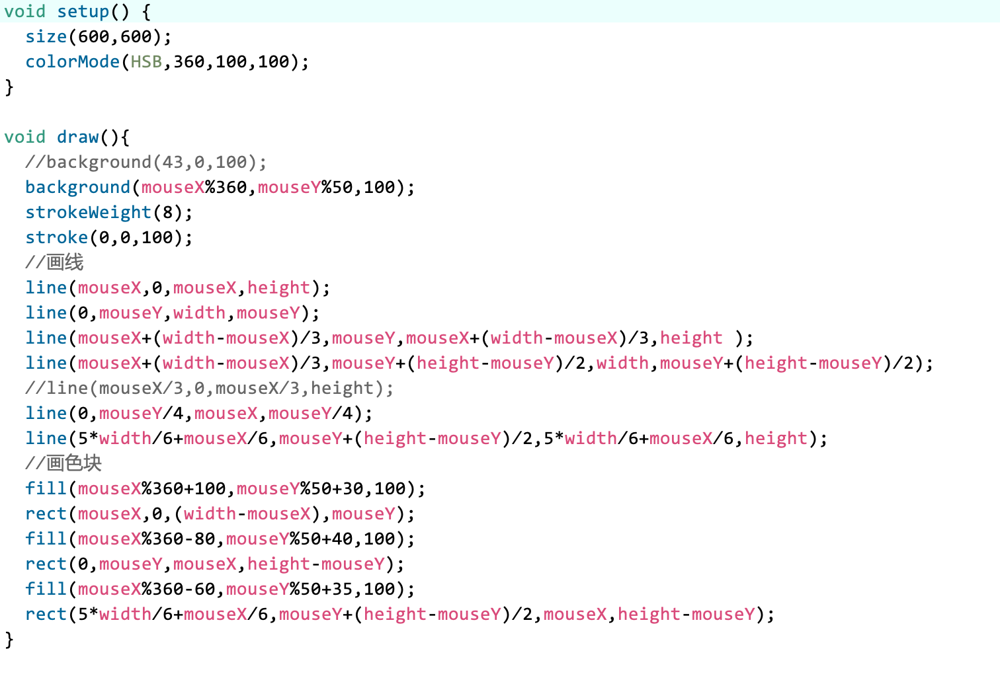 void setup() {
  size(600,600);
  colorMode(HSB,360,100,100);
}

void draw(){
  //background(43,0,100);
  background(mouseX%360,mouseY%50,100);
  strokeWeight(8);
  stroke(0,0,100);
  //画线
  line(mouseX,0,mouseX,height);
  line(0,mouseY,width,mouseY);
  line(mouseX+(width-mouseX)/3,mouseY,mouseX+(width-mouseX)/3,height );
  line(mouseX+(width-mouseX)/3,mouseY+(height-mouseY)/2,width,mouseY+(height-mouseY)/2);
  //line(mouseX/3,0,mouseX/3,height);
  line(0,mouseY/4,mouseX,mouseY/4);
  line(5*width/6+mouseX/6,mouseY+(height-mouseY)/2,5*width/6+mouseX/6,height);
  //画色块
  fill(mouseX%360+100,mouseY%50+30,100);
  rect(mouseX,0,(width-mouseX),mouseY);
  fill(mouseX%360-80,mouseY%50+40,100);
  rect(0,mouseY,mouseX,height-mouseY);
  fill(mouseX%360-60,mouseY%50+35,100);
  rect(5*width/6+mouseX/6,mouseY+(height-mouseY)/2,mouseX,height-mouseY);
}